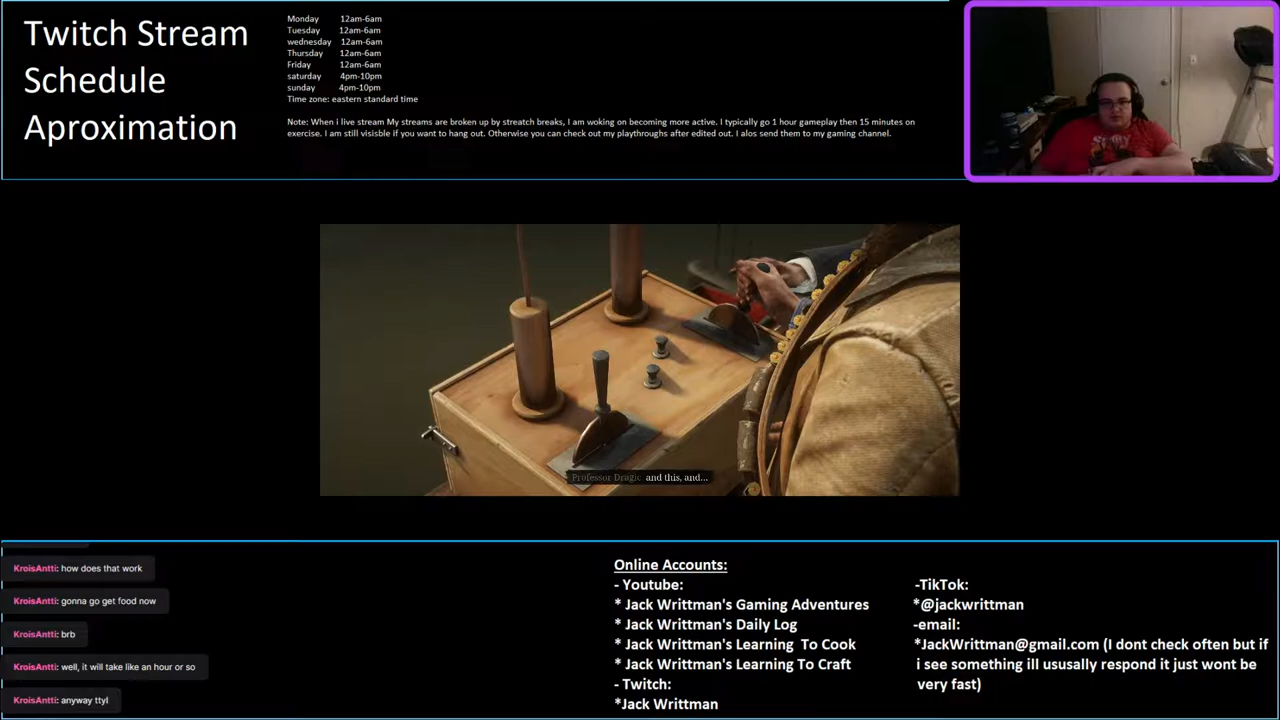 Twitch Stream
Schedule
Aproximation
Monday 12am-6am
Tuesday 12am-6am
wednesday 12am-6am
Thursday 12am-6am
Friday 12am-6am
saturday 4pm-10pm
sunday 4pm-10pm
Time zone: eastern standard time
Note: When i live stream My streams are broken up by streatch breaks, I am woking on becoming more active. I typically go 1 hour gameplay then 15 minutes on
exercise. I am still visisble if you want to hang out. Otherwise you can check out my playthroughs after edited out. I alos send them to my gaming channel.
Professor Dragic and this, and...
KroisAntti: how does that work
KroisAntti: gonna go get food now
KroisAntti: brb
KroisAntti: well, it will take like an hour or so
KroisAntti: anyway ttyl
Online Accounts:
- Youtube:
* Jack Writtman's Gaming Adventures
* Jack Writtman's Daily Log
* Jack Writtman's Learning To Cook
* Jack Writtman's Learning To Craft
- Twitch:
*Jack Writtman
-TikTok:
*@jackwrittman
-email:
*JackWrittman@gmail.com (I dont check often but if
i see something ill ususally respond it just wont be
very fast)